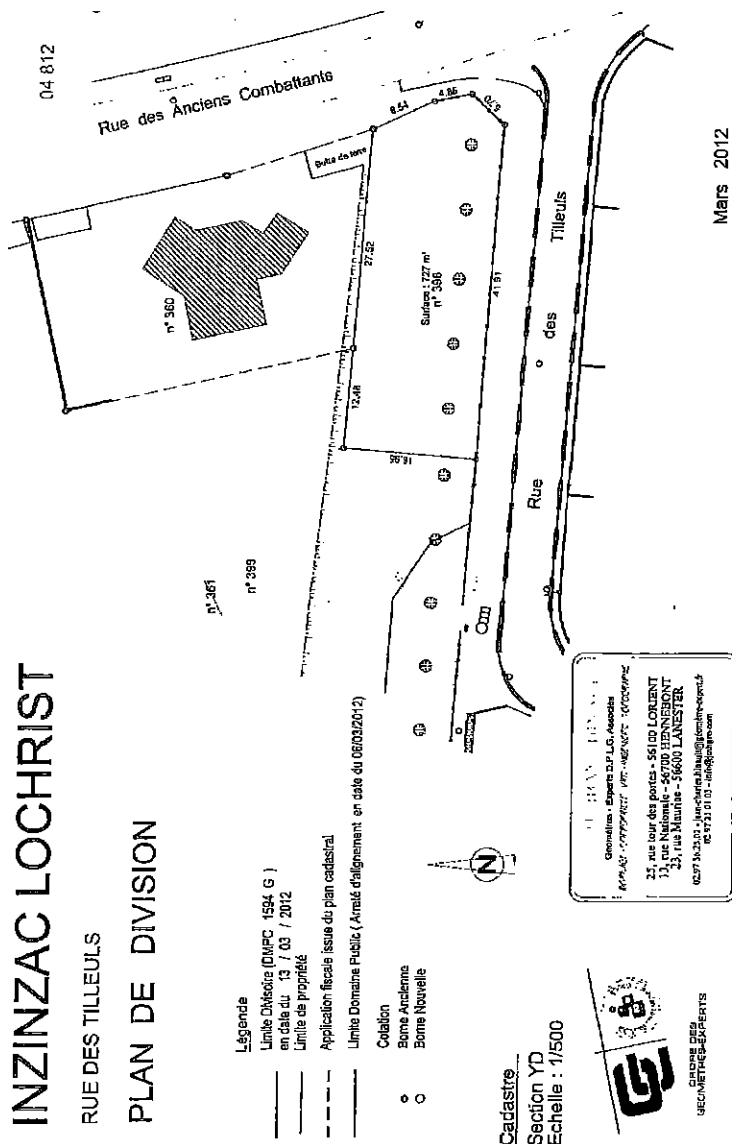 INZINZAC LOCHRIST
RUE DES TILLEULS
PLAN DE DIVISION
04 812
Légende
Limite Divisoire (DMPC 1594 G )
en date du 13 / 03 / 2012
Limite de propriété
Application fiscale issue du plan cadastral
Limite Domaine Public ( Arrêté d'alignement en date du 06/03/2012)
Cotation
Borne Ancienne
Borne Nouvelle
Cadastre
Section YD
Echelle : 1/500
ORDRE DES
GEOMETRES-EXPERTS
N
n° 361
n° 399
n° 360
Rue des Anciens Combattants
Butte de terre
8.54
4.86
5.70
27.52
12.48
16.95
41.91
Surface : 727 m²
n° 396
Rue des Tilleuls
Géomètres - Experts D.P.L.G. Associés
25, rue tour des portes - 56100 LORIENT
13, rue Nationale - 56700 HENNEBONT
23, rue Mauriac - 56600 LANESTER
Mars 2012